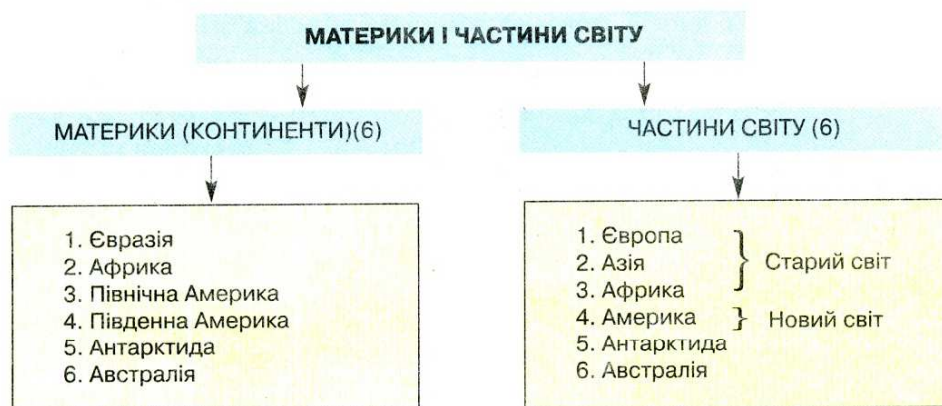 МАТЕРИКИ І ЧАСТИНИ СВІТУ
МАТЕРИКИ (КОНТИНЕНТИ)(6)
1. Євразія
2. Африка
3. Північна Америка
4. Південна Америка
5. Антарктида
6. Австралія
ЧАСТИНИ СВІТУ (6)
1. Європа
2. Азія
3. Африка
Старий світ
4. Америка
Новий світ
5. Антарктида
6. Австралія